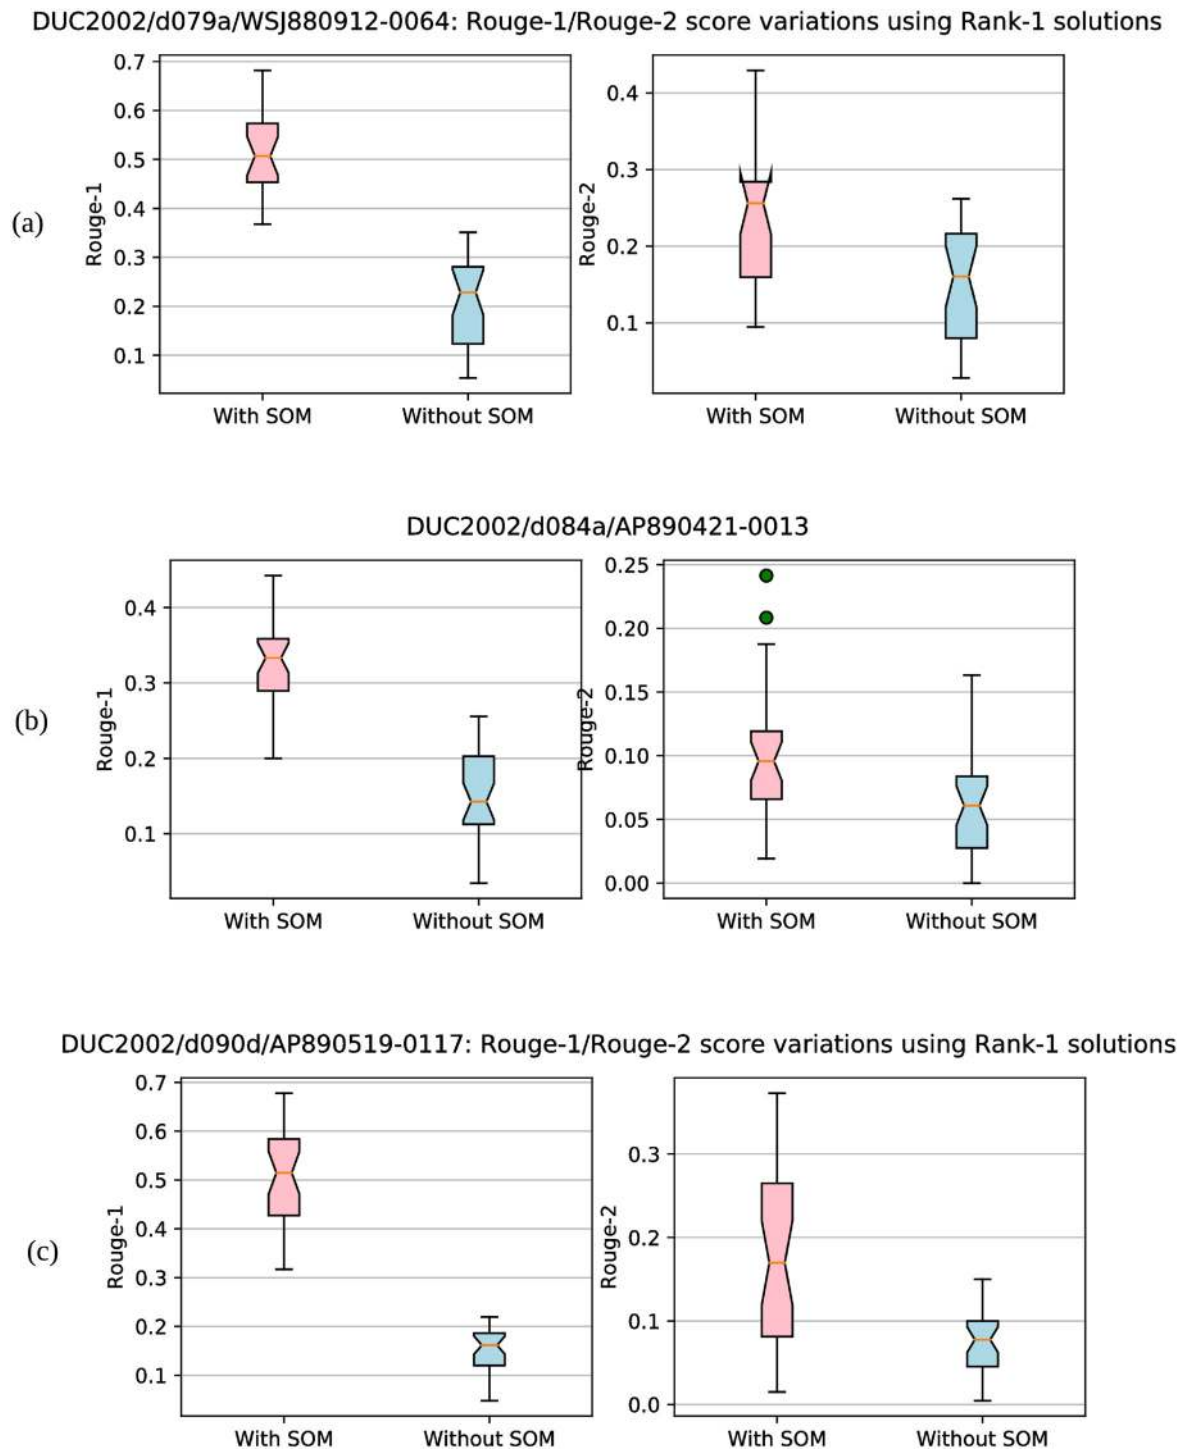 DUC2002/d079a/WSJ880912-0064: Rouge-1/Rouge-2 score variations using Rank-1 solutions
(a)
Rouge-1
0.7
0.6
0.5
0.4
0.3
0.2
0.1
With SOM Without SOM
Rouge-2
0.4
0.3
0.2
0.1
With SOM Without SOM
DUC2002/d084a/AP890421-0013
(b)
Rouge-1
0.4
0.3
0.2
0.1
With SOM Without SOM
Rouge-2
0.25
0.20
0.15
0.10
0.05
0.00
With SOM Without SOM
DUC2002/d090d/AP890519-0117: Rouge-1/Rouge-2 score variations using Rank-1 solutions
(c)
Rouge-1
0.7
0.6
0.5
0.4
0.3
0.2
0.1
With SOM Without SOM
Rouge-2
0.3
0.2
0.1
0.0
With SOM Without SOM